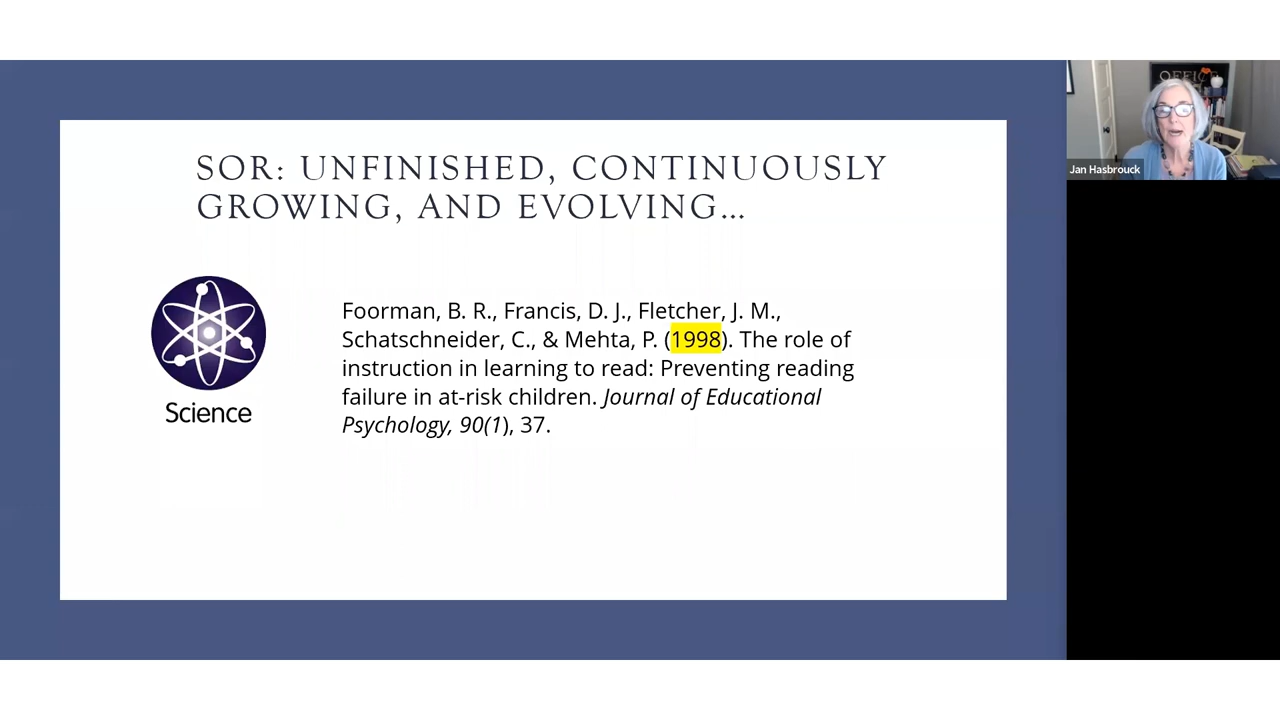 SOR: UNFINISHED, CONTINUOUSLY
GROWING, AND EVOLVING...
Science
Foorman, B. R., Francis, D. J., Fletcher, J. M.,
Schatschneider, C., & Mehta, P. (1998). The role of
instruction in learning to read: Preventing reading
failure in at-risk children. Journal of Educational
Psychology, 90(1), 37.
OFFICE
Jan Hasbrouck